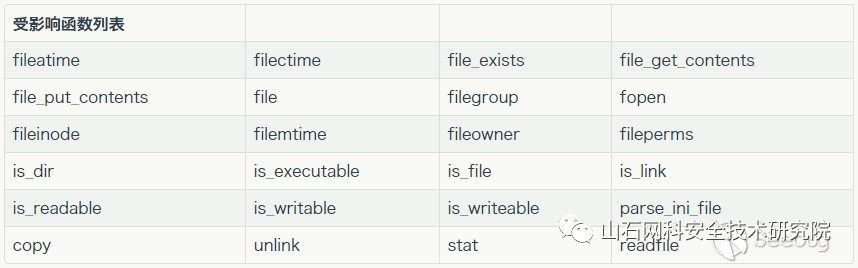 受影响函数列表
fileatime filectime file_exists file_get_contents
file_put_contents file filegroup fopen
fileinode filemtime fileowner fileperms
is_dir is_executable is_file is_link
is_readable is_writable is_writeable parse_ini_file
copy unlink stat readfile
山石网科安全技术研究院
Seebug